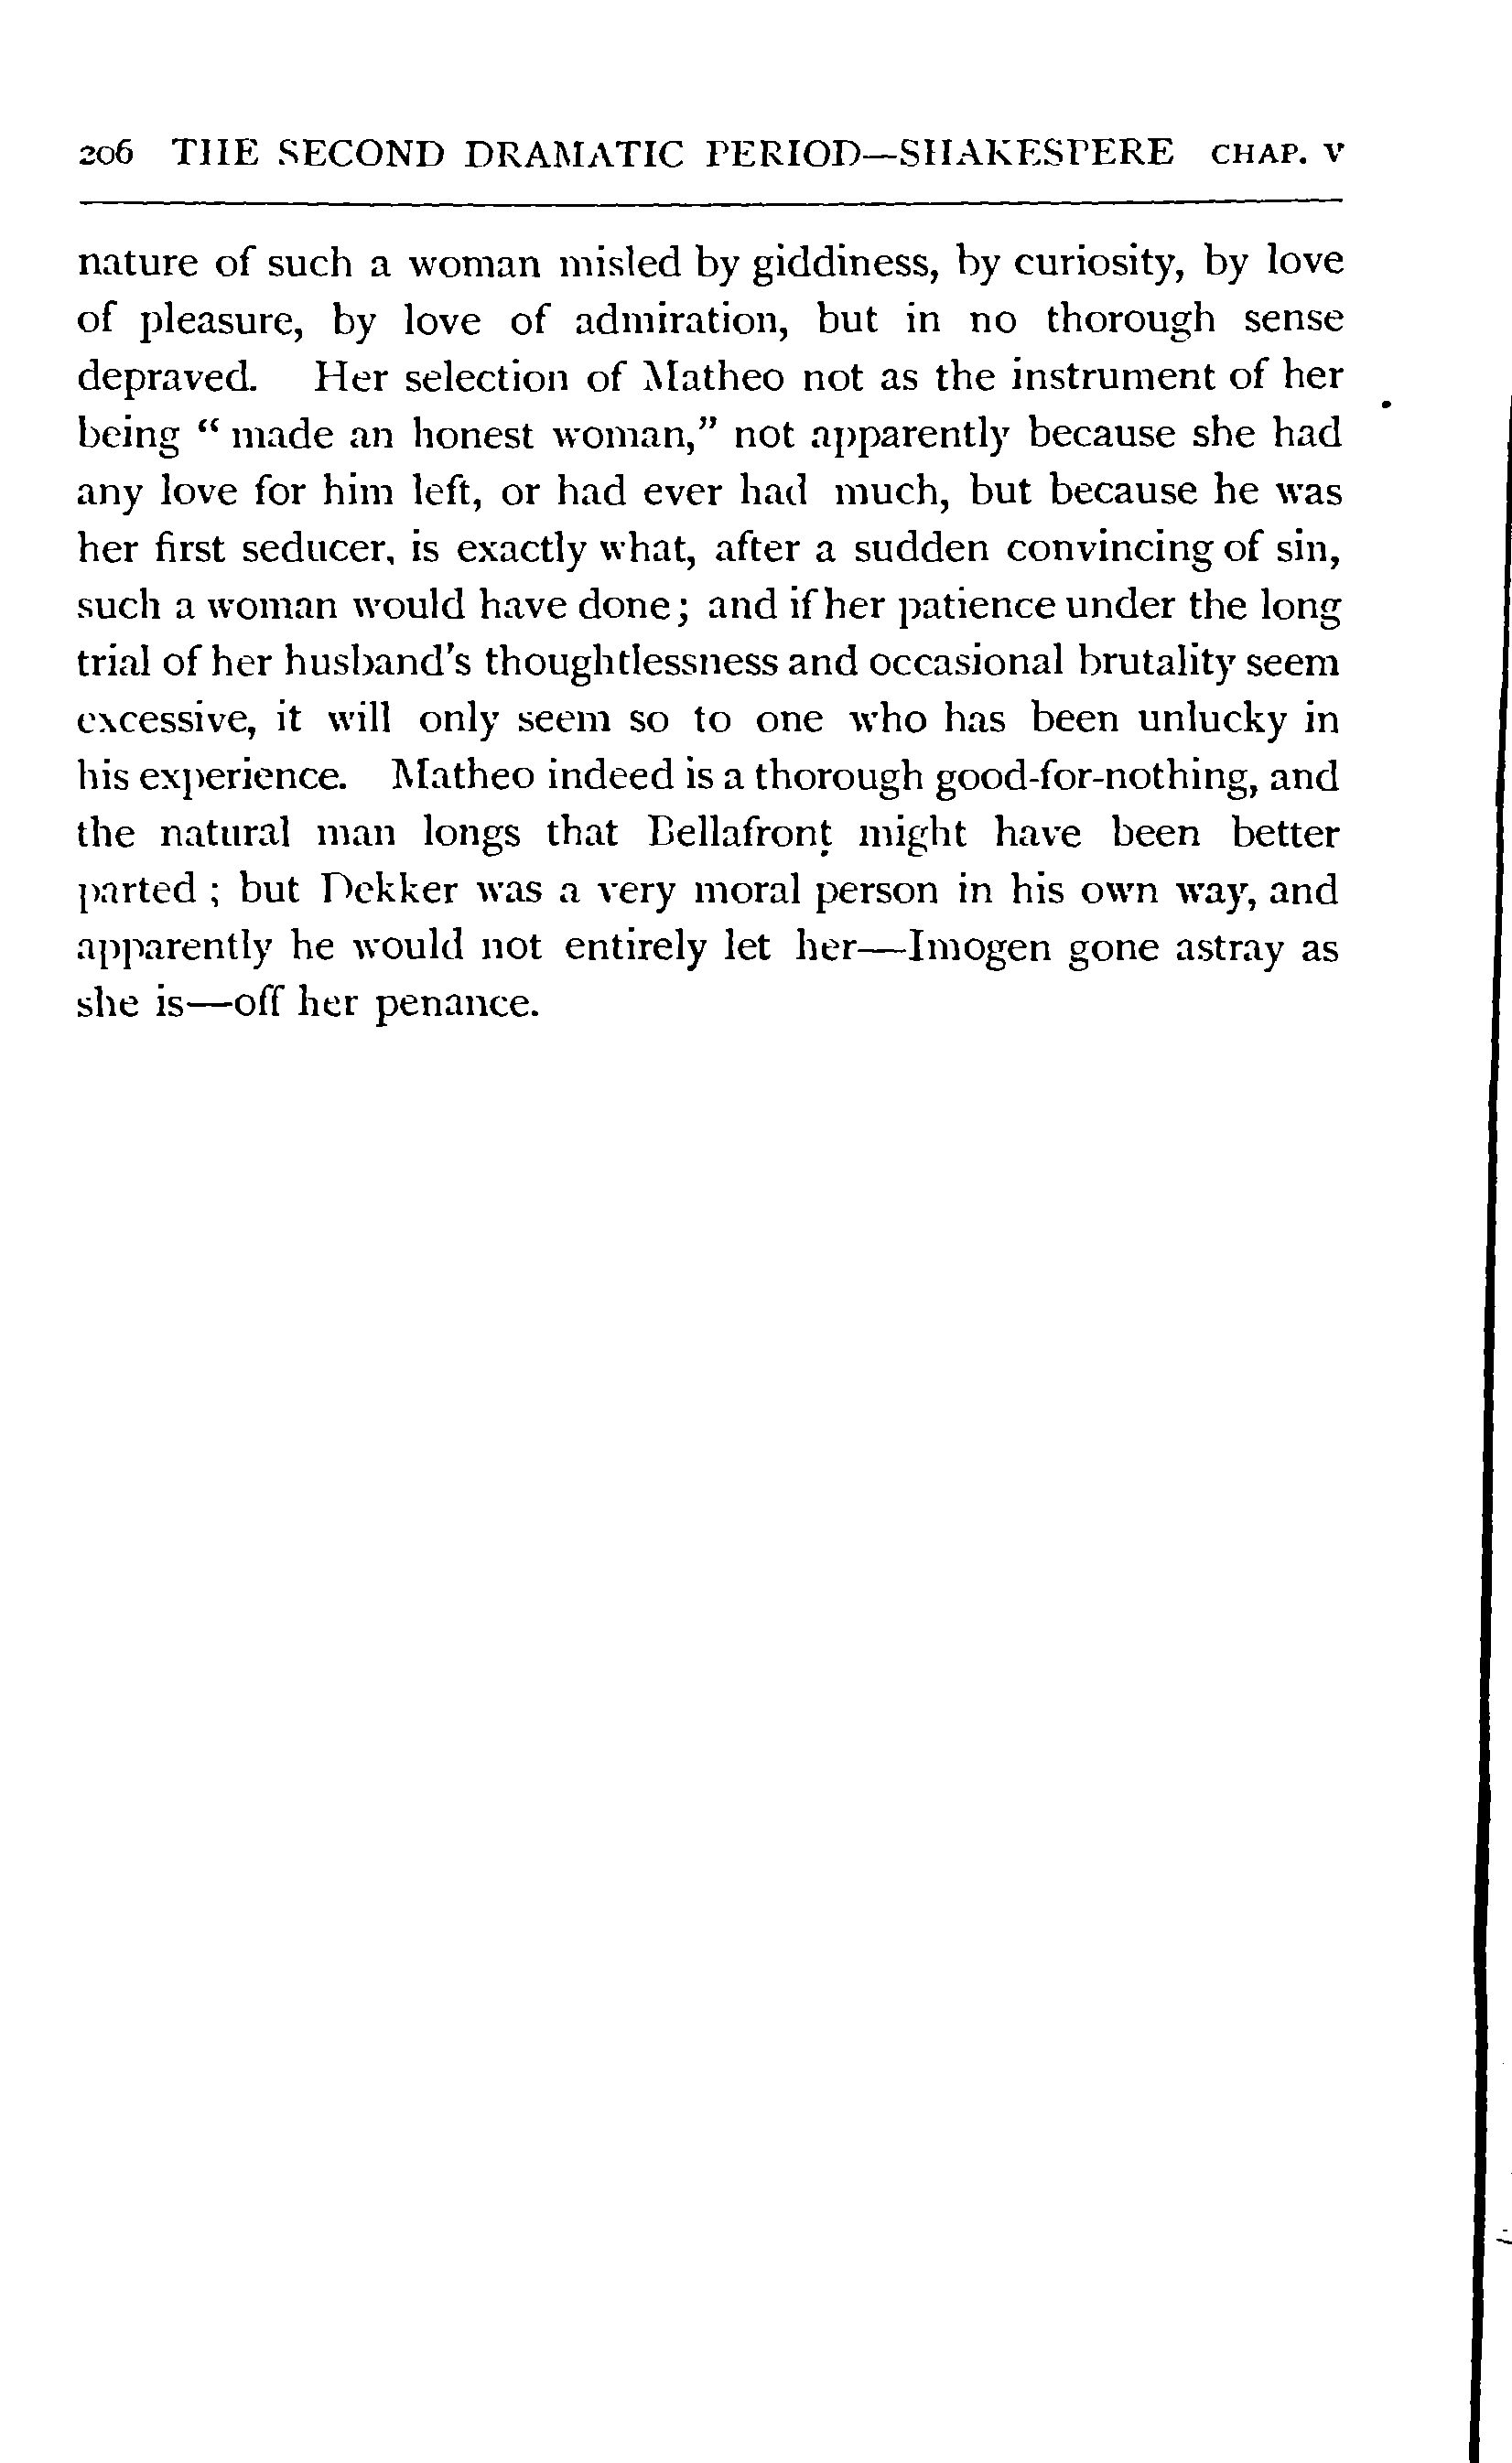 206 THE SECOND DRAMATIC PERIOD—SHAKESPERE CHAP. V
nature of such a woman misled by giddiness, by curiosity, by love
of pleasure, by love of admiration, but in no thorough sense
depraved. Her selection of Matheo not as the instrument of her
being “ made an honest woman,” not apparently because she had
any love for him left, or had ever had much, but because he was
her first seducer, is exactly what, after a sudden convincing of sin,
such a woman would have done; and if her patience under the long
trial of her husband's thoughtlessness and occasional brutality seem
excessive, it will only seem so to one who has been unlucky in
his experience. Matheo indeed is a thorough good-for-nothing, and
the natural man longs that Bellafront might have been better
parted ; but Dekker was a very moral person in his own way, and
apparently he would not entirely let her—Imogen gone astray as
she is—off her penance.